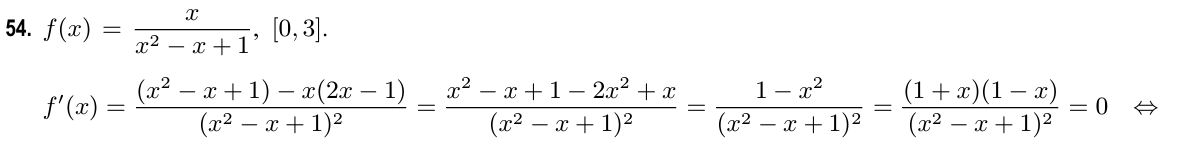 54. f(x) = x / (x² − x + 1), [0, 3].
f′(x) = ((x² − x + 1) − x(2x − 1)) / (x² − x + 1)² = (x² − x + 1 − 2x² + x) / (x² − x + 1)² = (1 − x²) / (x² − x + 1)² = ((1 + x)(1 − x)) / (x² − x + 1)² = 0 ⇔